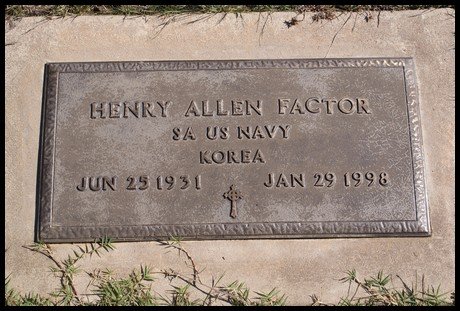 HENRY ALLEN FACTOR
SA US NAVY
KOREA
JUN 25 1931 JAN 29 1998